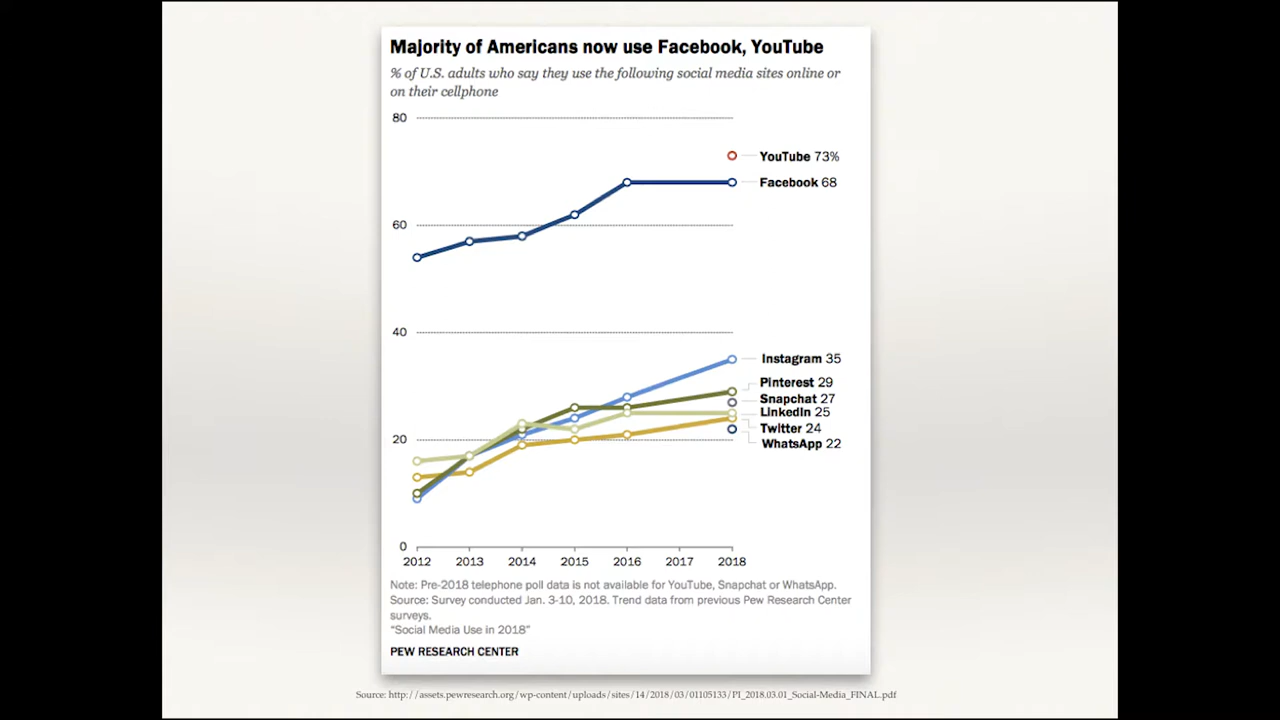 Majority of Americans now use Facebook, YouTube
% of U.S. adults who say they use the following social media sites online or
on their cellphone
80
YouTube 73%
Facebook 68
60
40
Instagram 35
Pinterest 29
Snapchat 27
LinkedIn 25
Twitter 24
20
WhatsApp 22
0
2012 2013 2014 2015 2016 2017 2018
Note: Pre-2018 telephone poll data is not available for YouTube, Snapchat or WhatsApp.
Source: Survey conducted Jan. 3-10, 2018. Trend data from previous Pew Research Center
surveys.
“Social Media Use in 2018”
PEW RESEARCH CENTER
Source: http://assets.pewresearch.org/wp-content/uploads/sites/14/2018/03/01105133/PI_2018.03.01_Social-Media_FINAL.pdf